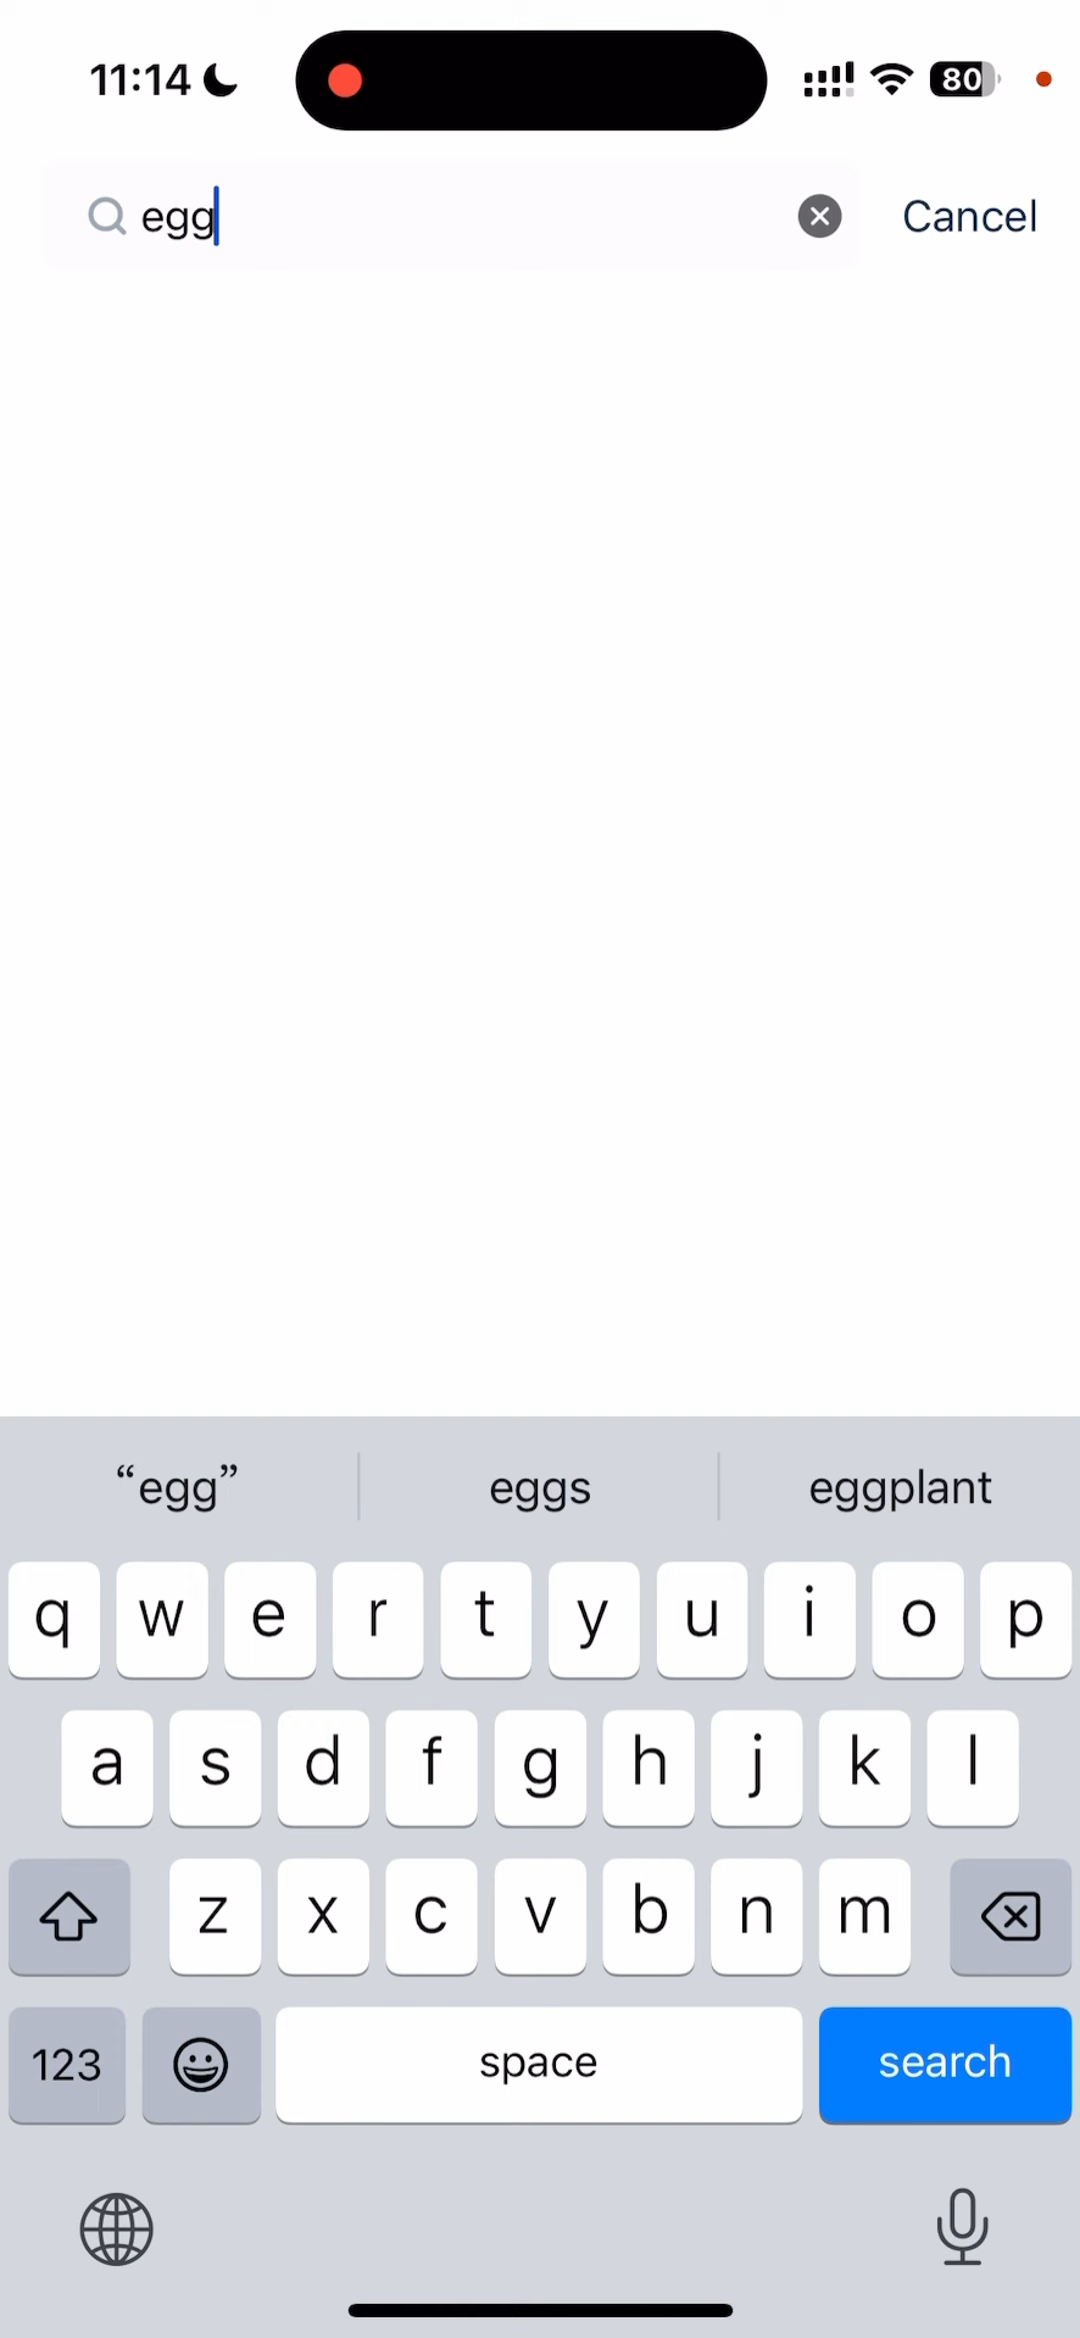 11:14 80
egg Cancel
“egg” eggs eggplant
q w e r t y u i o p
a s d f g h j k l
z x c v b n m
123 space search